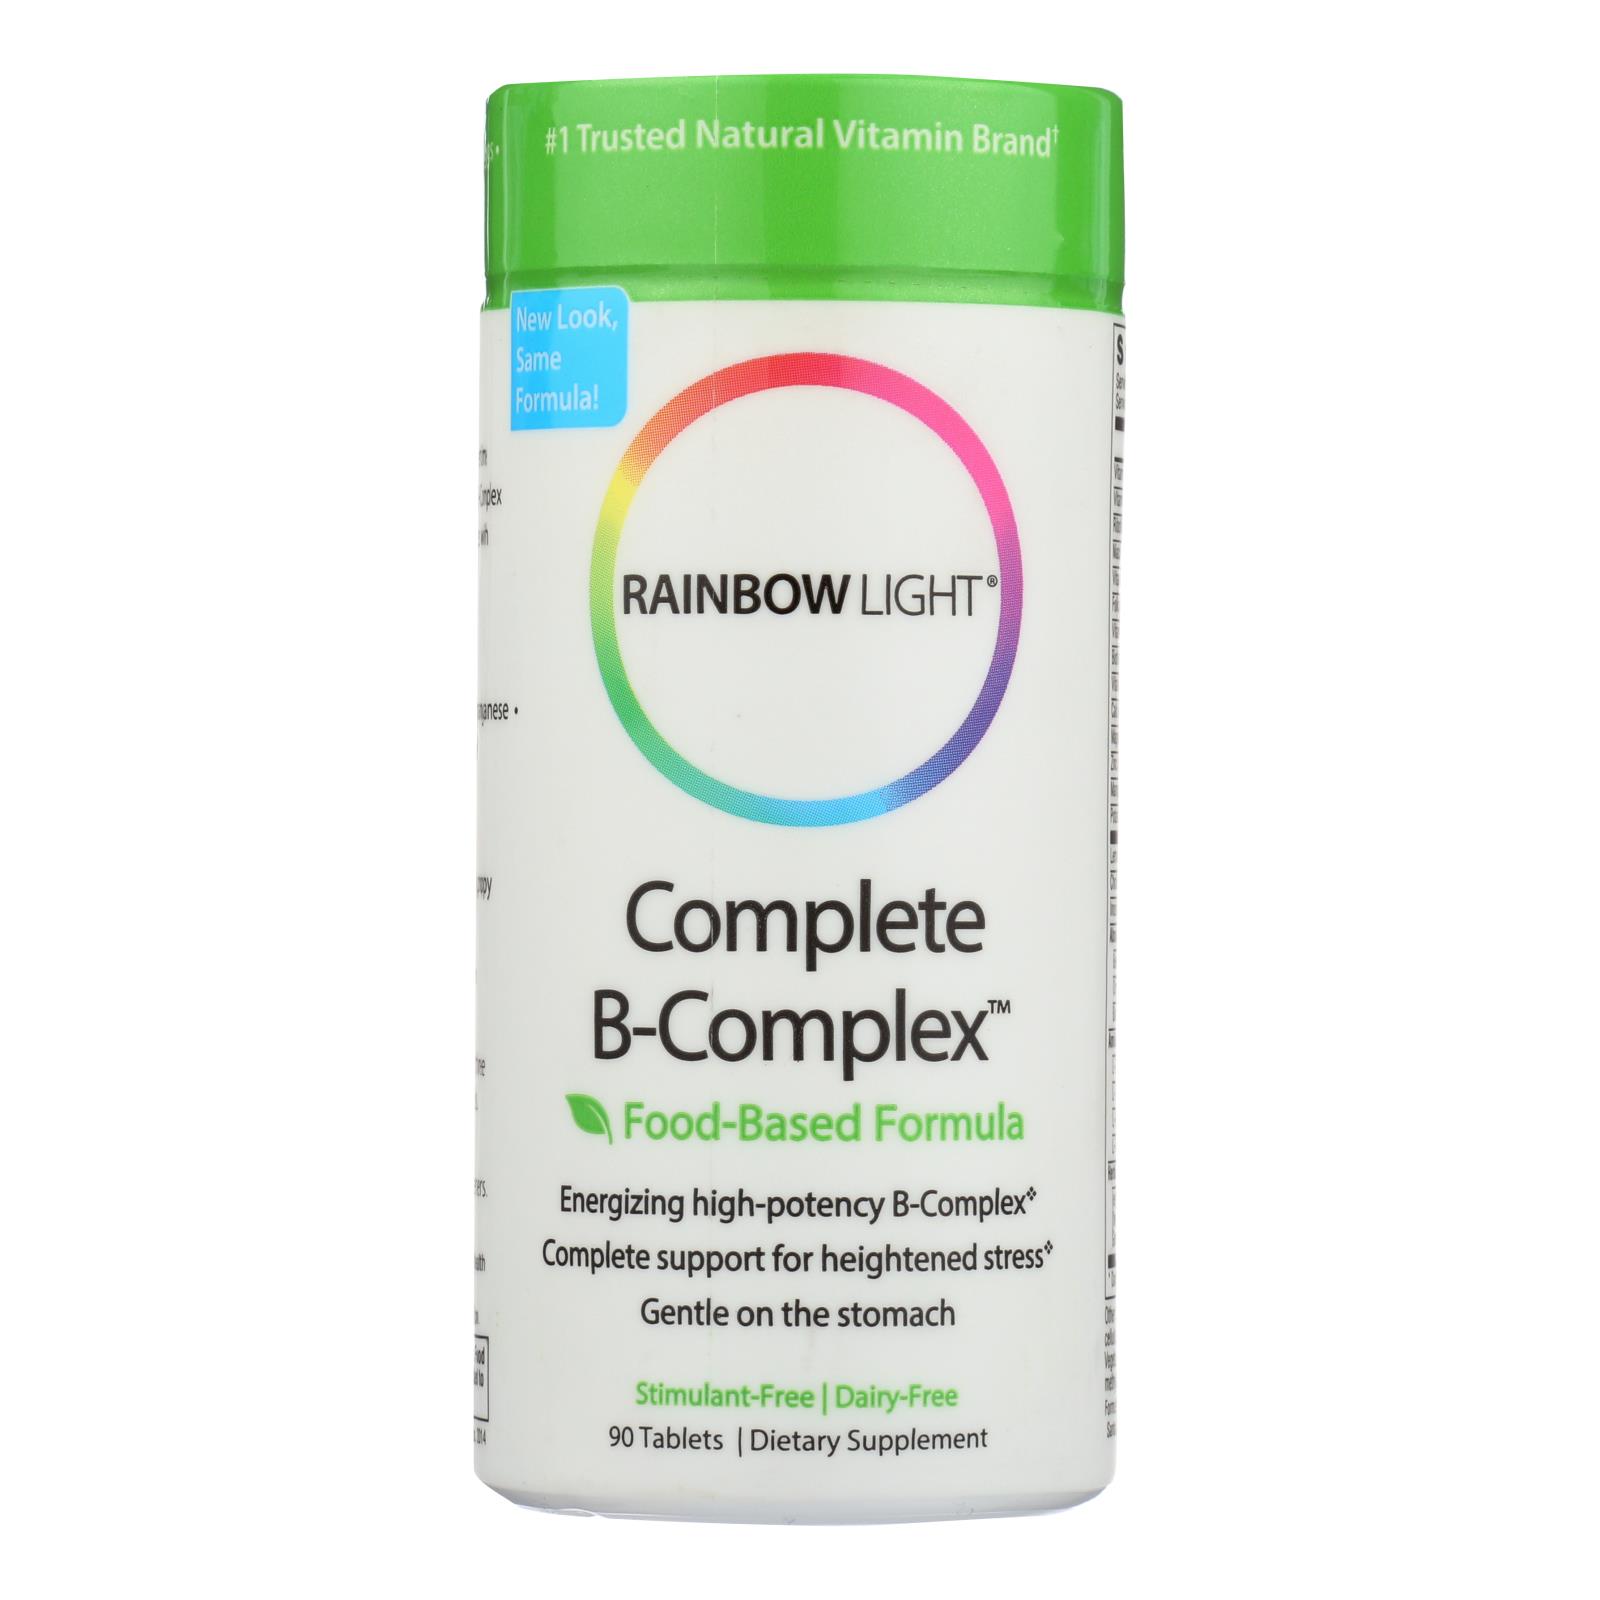 #1 Trusted Natural Vitamin Brand†
New Look,
Same
Formula!
RAINBOW LIGHT®
Complete
B-Complex™
Food-Based Formula
Energizing high-potency B-Complex❖
Complete support for heightened stress❖
Gentle on the stomach
Stimulant-Free | Dairy-Free
90 Tablets | Dietary Supplement